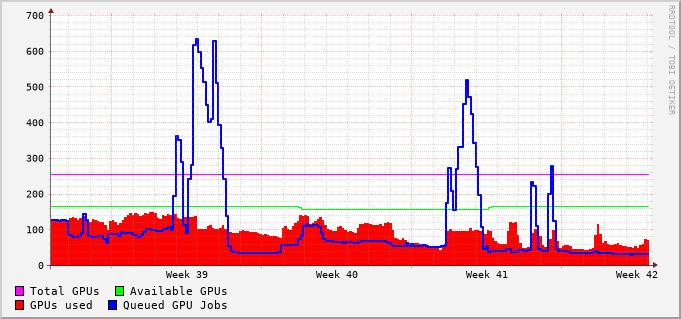 700
600
500
400
300
200
100
0
Week 39 Week 40 Week 41 Week 42
Total GPUs Available GPUs
GPUs used Queued GPU Jobs
RRDTOOL / TOBI OETIKER